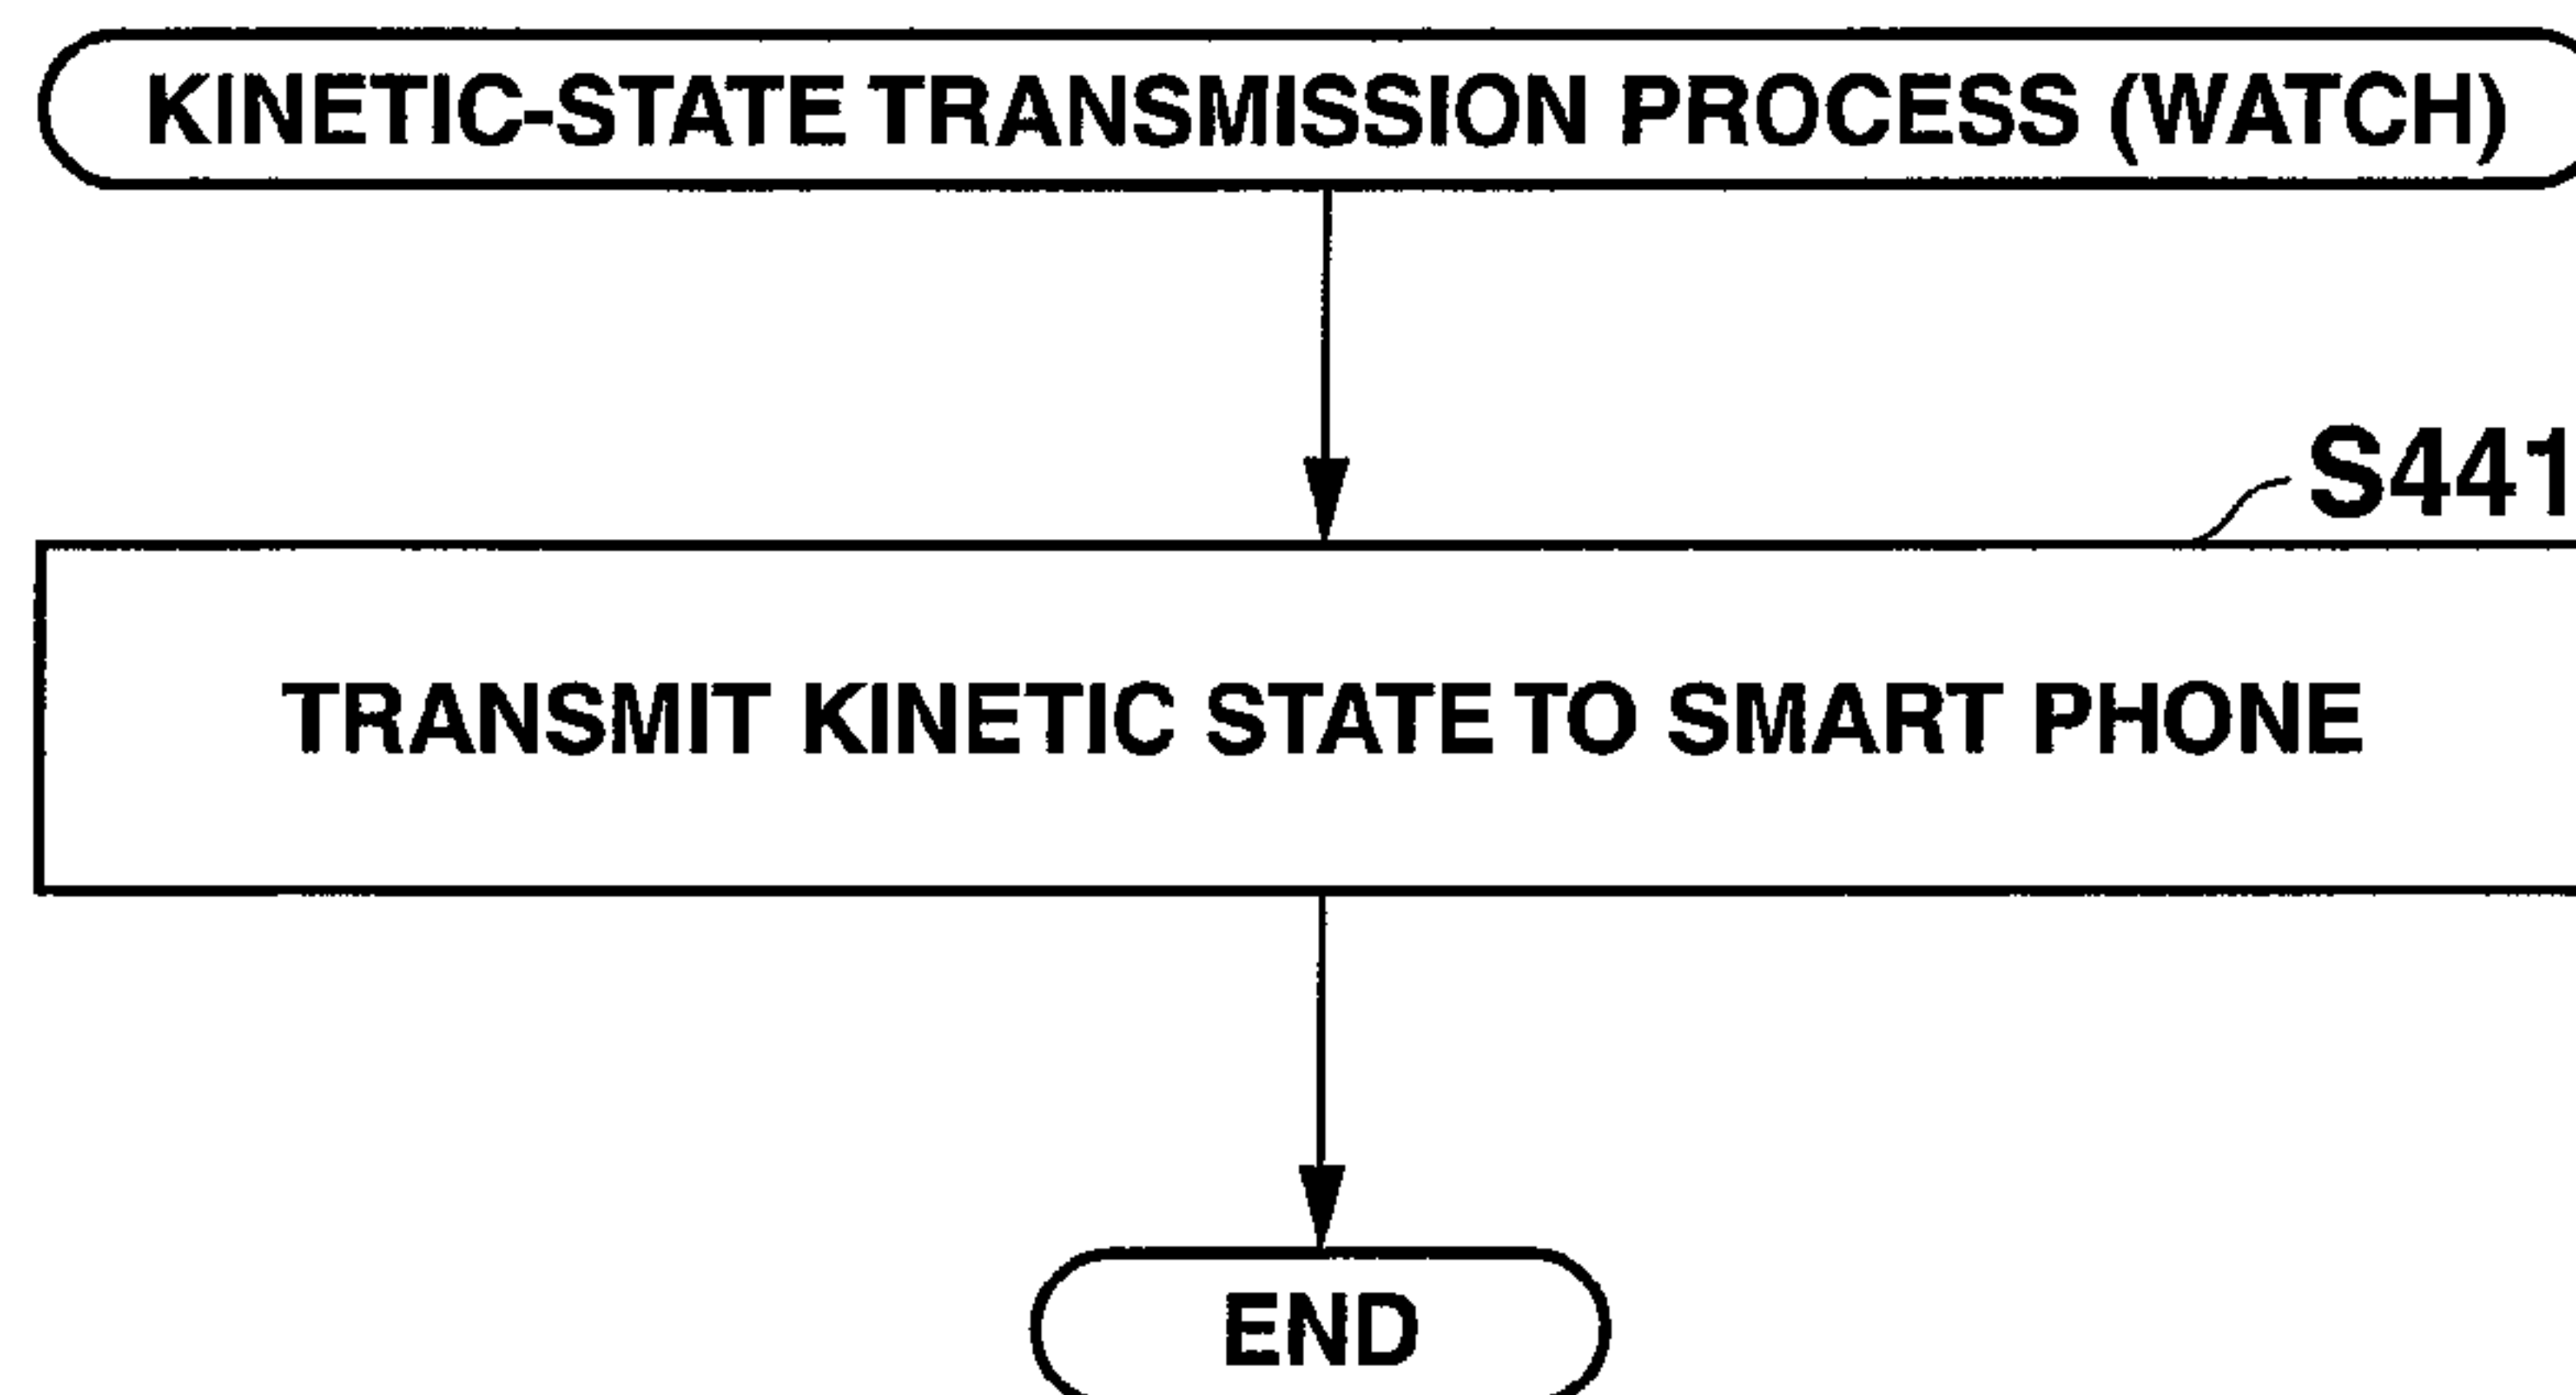 KINETIC-STATE TRANSMISSION PROCESS (WATCH)
S441
TRANSMIT KINETIC STATE TO SMART PHONE
END